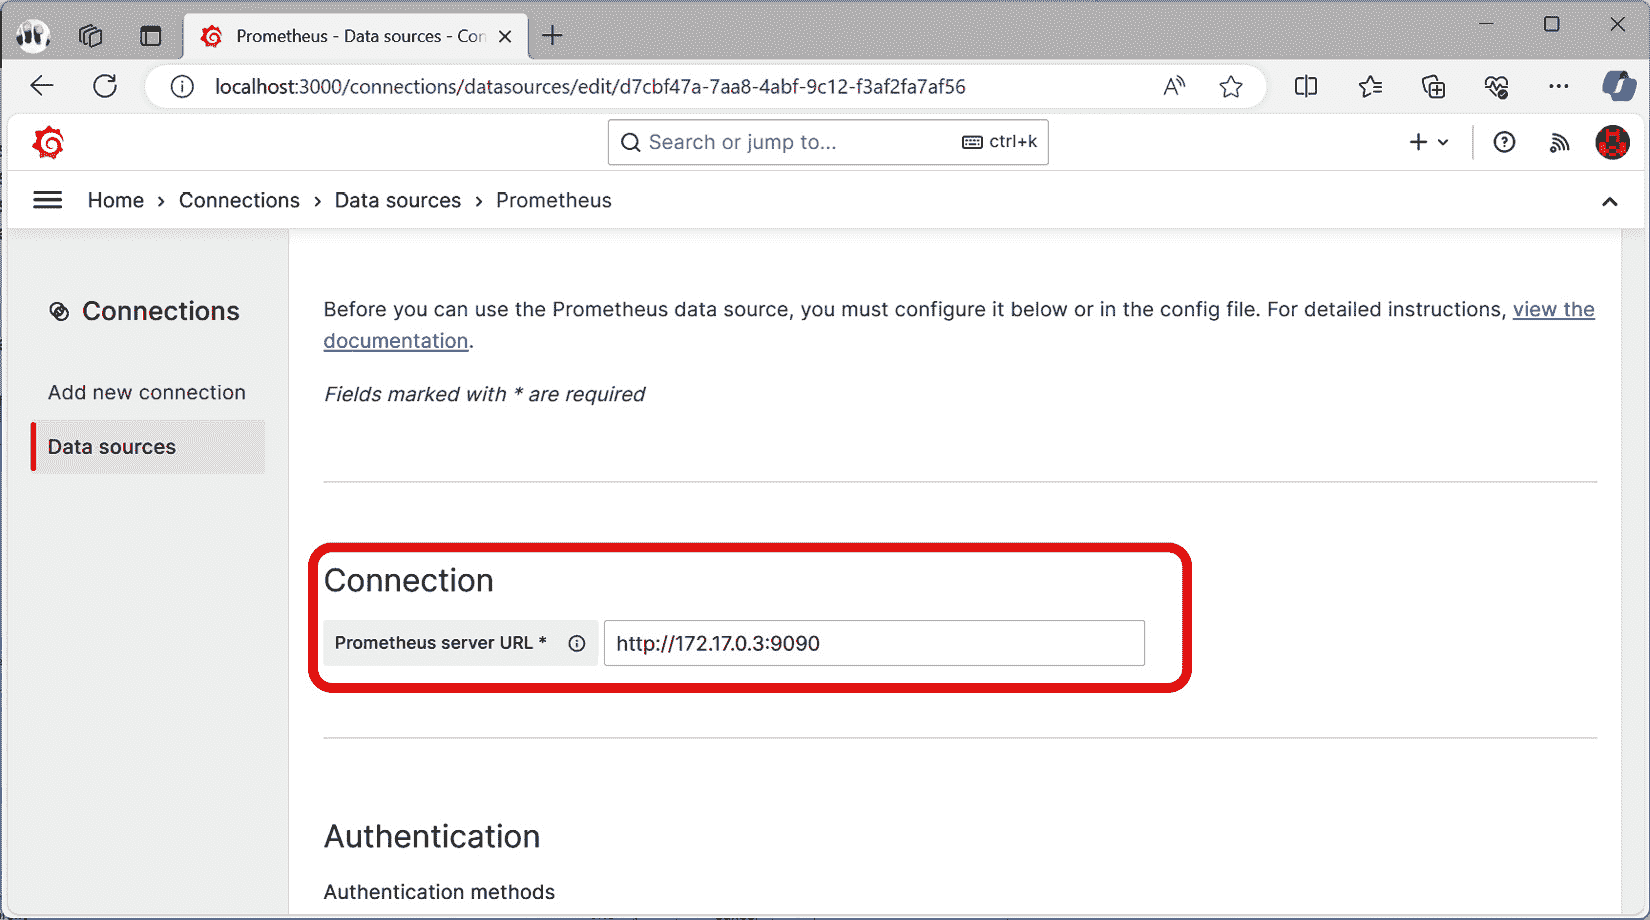 Prometheus - Data sources - Con
localhost:3000/connections/datasources/edit/d7cbf47a-7aa8-4abf-9c12-f3af2fa7af56
Search or jump to... ctrl+k
Home › Connections › Data sources › Prometheus
Connections
Add new connection
Data sources
Before you can use the Prometheus data source, you must configure it below or in the config file. For detailed instructions, view the
documentation.
Fields marked with * are required
Connection
Prometheus server URL * http://172.17.0.3:9090
Authentication
Authentication methods